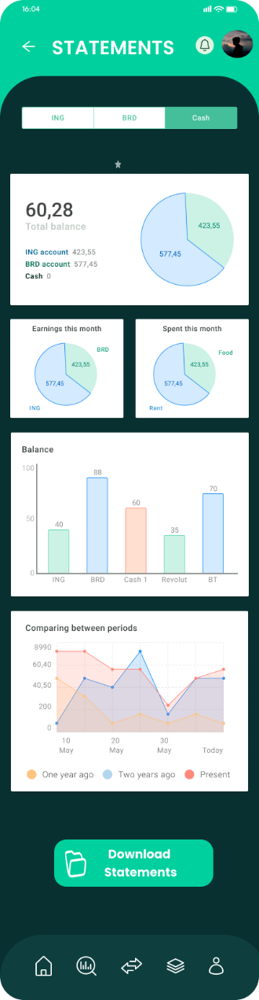 16:04
STATEMENTS
ING BRD Cash
60,28
Total balance
ING account: 423,55
BRD account: 577,45
Cash: 0
423,55
577,45
Earnings this month
BRD
423,55
577,45
ING
Spent this month
Food
423,55
577,45
Rent
Balance
100
50
0
40
88
60
35
70
ING BRD Cash 1 Revolut BT
Comparing between periods
8990
60,40
40,50
200
0
10 20 30
May May May Today
One year ago Two years ago Present
Download
Statements